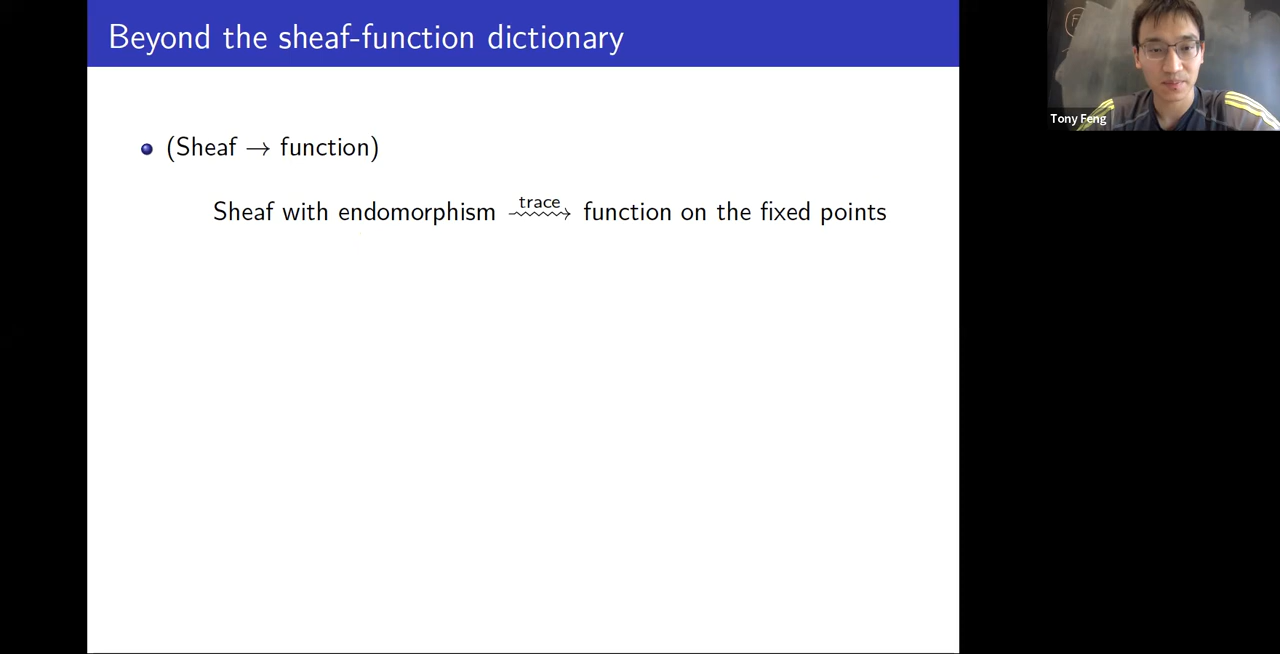 Beyond the sheaf-function dictionary
(Sheaf → function)
Sheaf with endomorphism trace⇝ function on the fixed points
Tony Feng